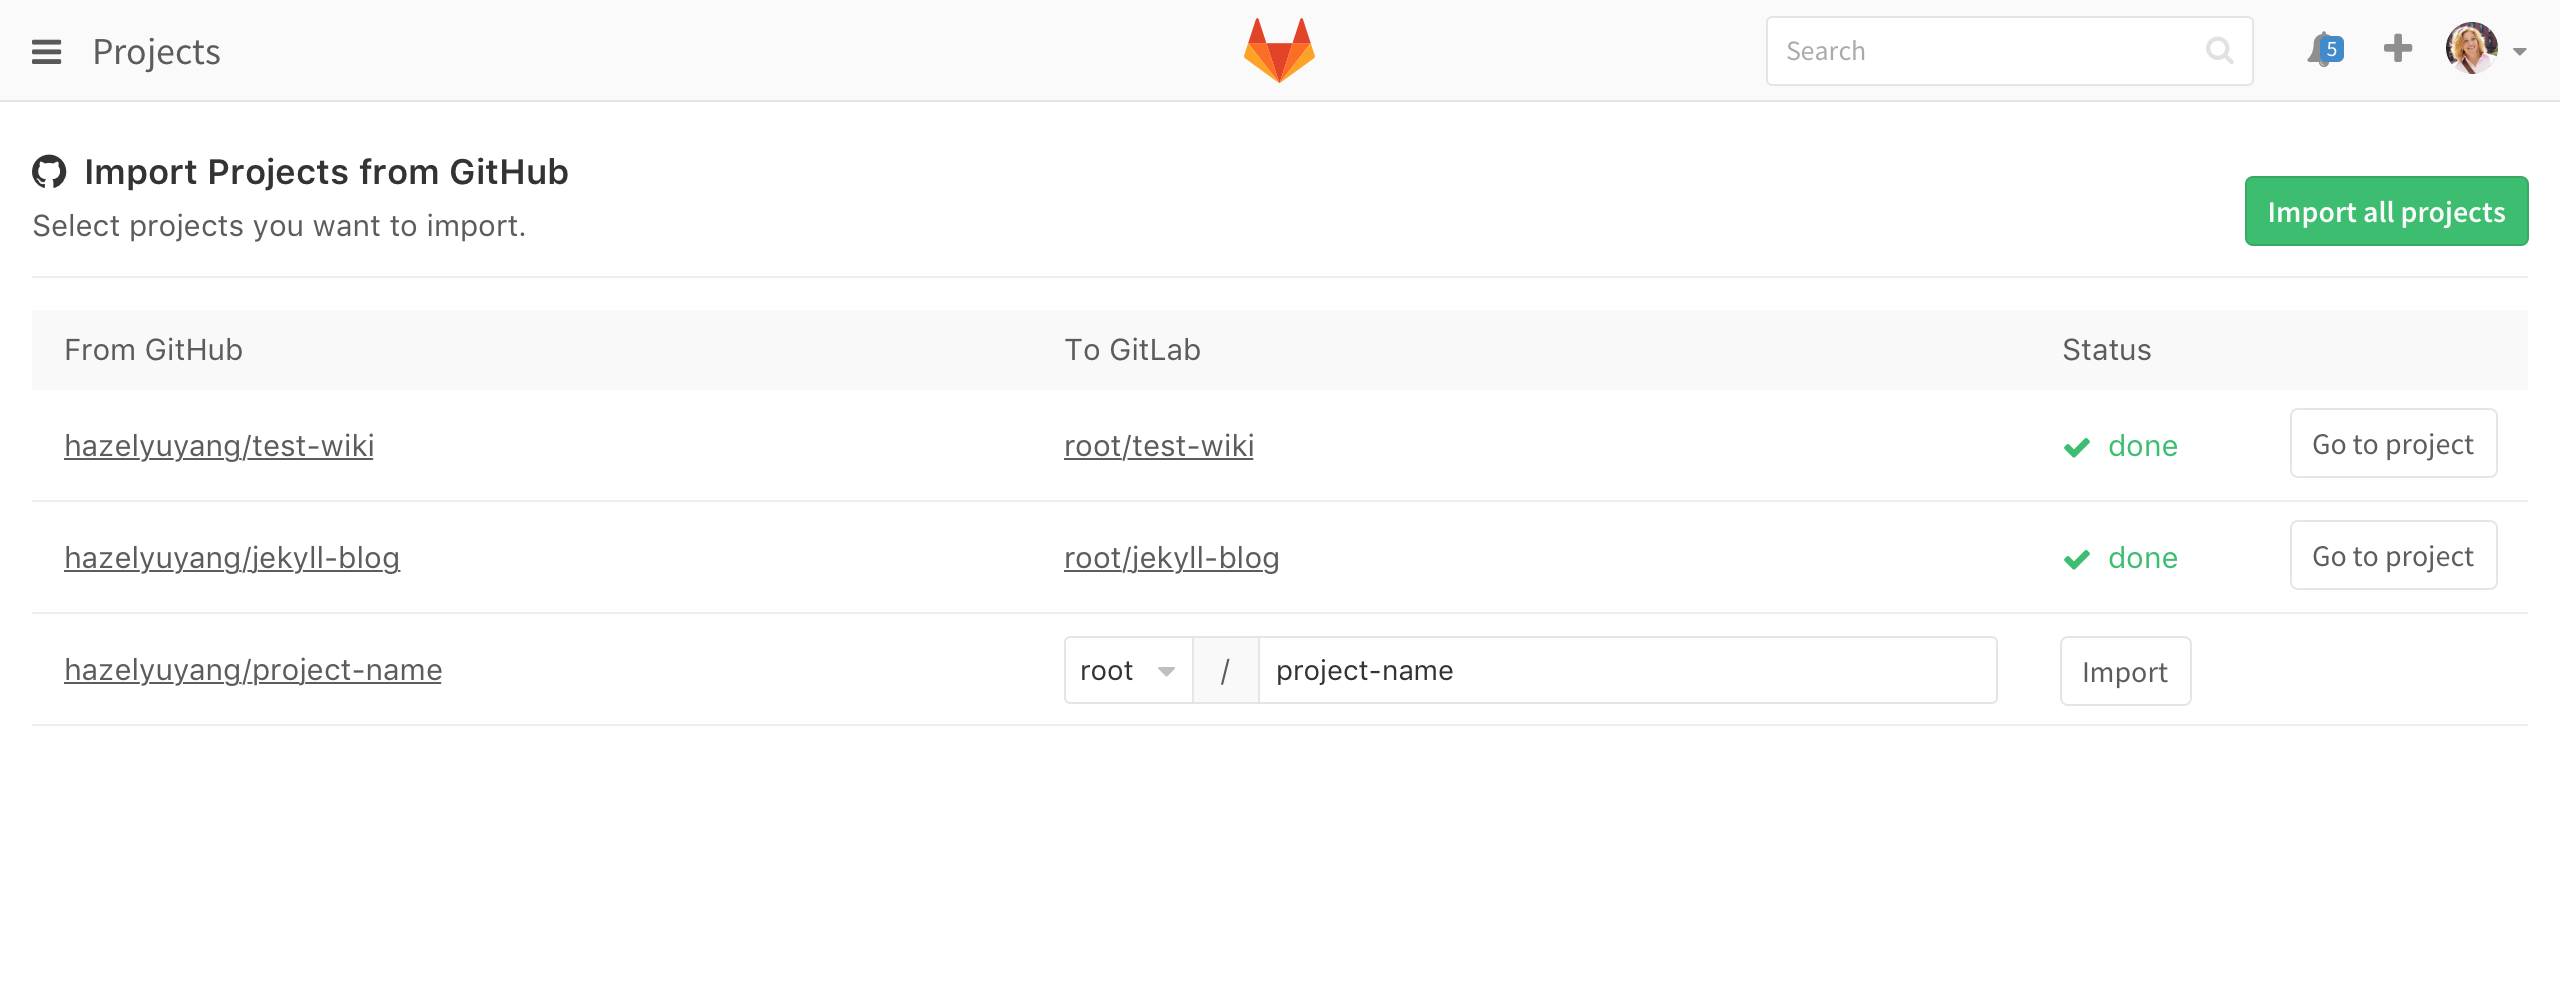 Projects
Search
5
Import Projects from GitHub
Select projects you want to import.
Import all projects
From GitHub
To GitLab
Status
hazelyuyang/test-wiki
root/test-wiki
done
Go to project
hazelyuyang/jekyll-blog
root/jekyll-blog
done
Go to project
hazelyuyang/project-name
root
/
project-name
Import